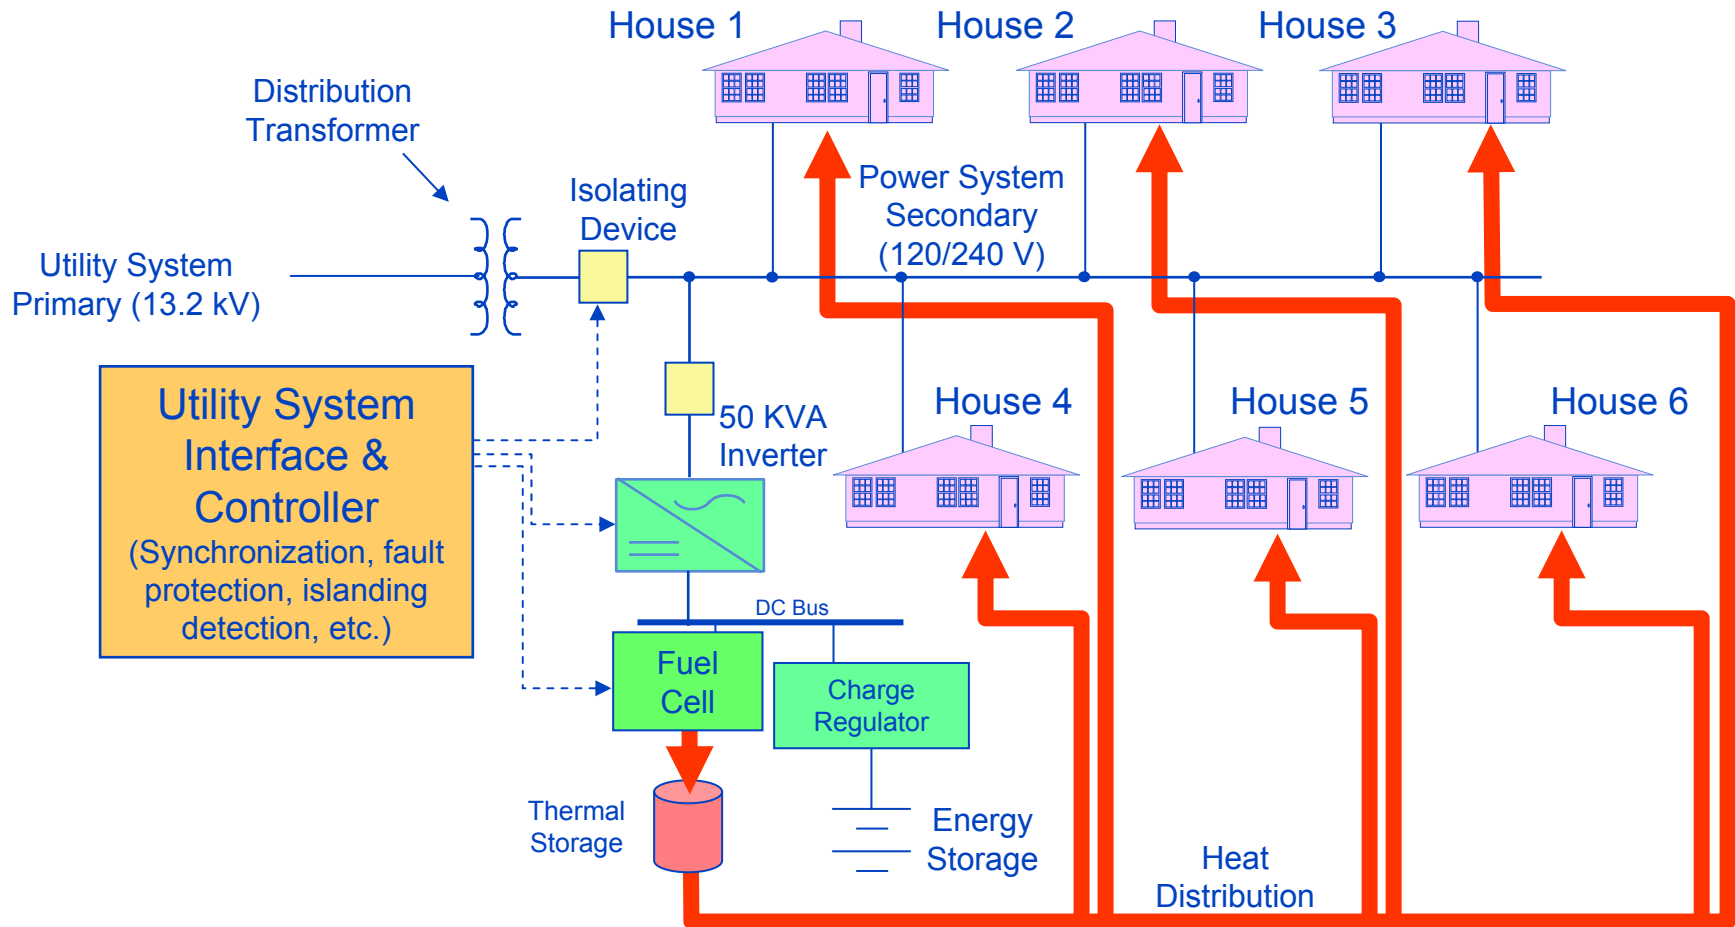 House 1
House 2
House 3
Distribution
Transformer
Isolating
Device
Power System
Secondary
(120/240 V)
Utility System
Primary (13.2 kV)
Utility System
Interface &
Controller
(Synchronization, fault
protection, islanding
detection, etc.)
50 KVA
Inverter
House 4
House 5
House 6
DC Bus
Fuel
Cell
Charge
Regulator
Thermal
Storage
Energy
Storage
Heat
Distribution